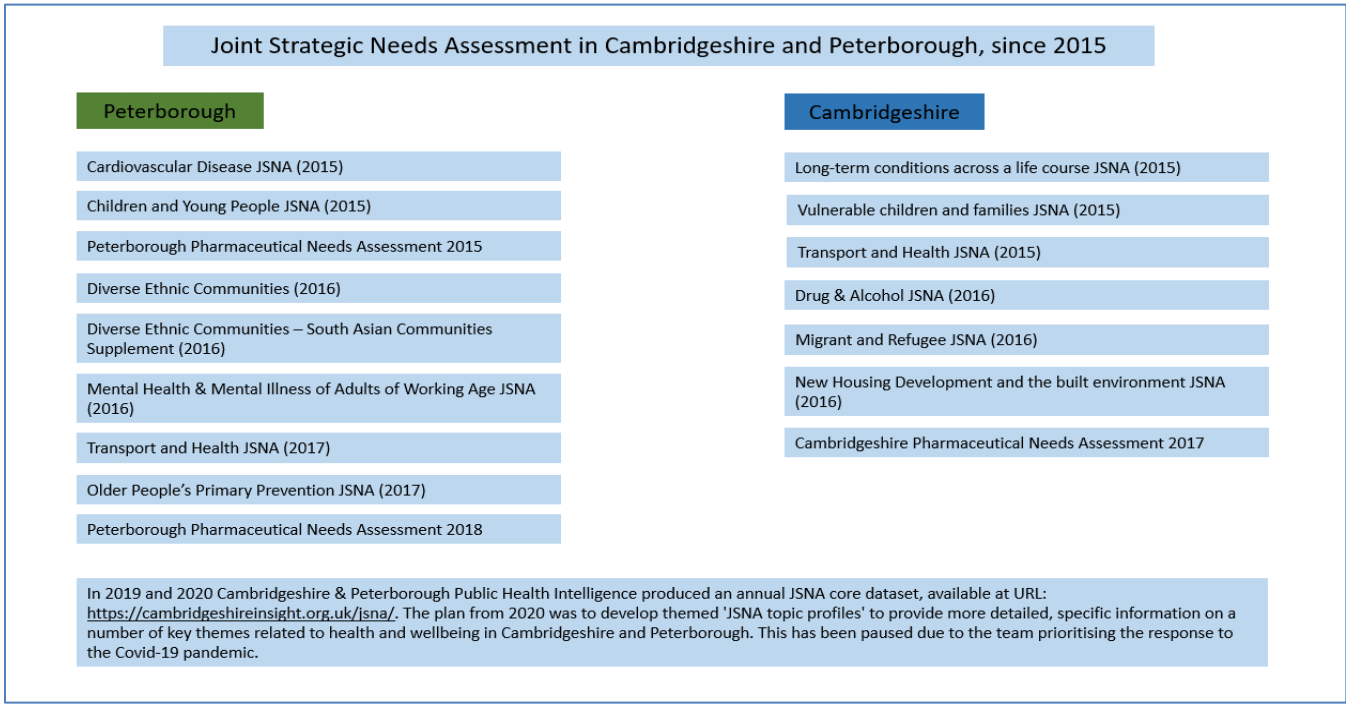 Joint Strategic Needs Assessment in Cambridgeshire and Peterborough, since 2015
Peterborough
Cardiovascular Disease JSNA (2015)
Children and Young People JSNA (2015)
Peterborough Pharmaceutical Needs Assessment 2015
Diverse Ethnic Communities (2016)
Diverse Ethnic Communities – South Asian Communities
Supplement (2016)
Mental Health & Mental Illness of Adults of Working Age JSNA
(2016)
Transport and Health JSNA (2017)
Older People’s Primary Prevention JSNA (2017)
Peterborough Pharmaceutical Needs Assessment 2018
Cambridgeshire
Long-term conditions across a life course JSNA (2015)
Vulnerable children and families JSNA (2015)
Transport and Health JSNA (2015)
Drug & Alcohol JSNA (2016)
Migrant and Refugee JSNA (2016)
New Housing Development and the built environment JSNA
(2016)
Cambridgeshire Pharmaceutical Needs Assessment 2017
In 2019 and 2020 Cambridgeshire & Peterborough Public Health Intelligence produced an annual JSNA core dataset, available at URL:
https://cambridgeshireinsight.org.uk/jsna/. The plan from 2020 was to develop themed 'JSNA topic profiles' to provide more detailed, specific information on a
number of key themes related to health and wellbeing in Cambridgeshire and Peterborough. This has been paused due to the team prioritising the response to
the Covid-19 pandemic.